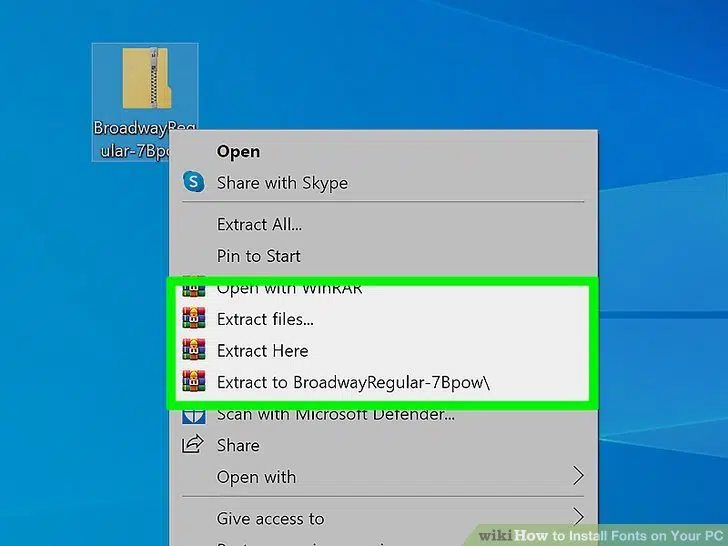 BroadwayReg
ular-7Bpo
Open
Share with Skype
Extract All...
Pin to Start
Open with WinRAR
Extract files...
Extract Here
Extract to BroadwayRegular-7Bpow\
Scan with Microsoft Defender...
Share
Open with
Give access to
wikiHow to Install Fonts on Your PC